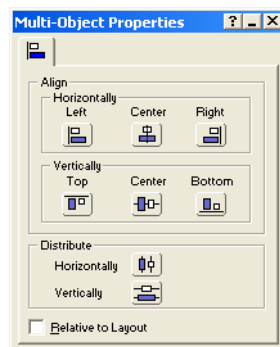 Multi-Object Properties
Align
Horizontally
Left Center Right
Vertically
Top Center Bottom
Distribute
Horizontally
Vertically
Relative to Layout